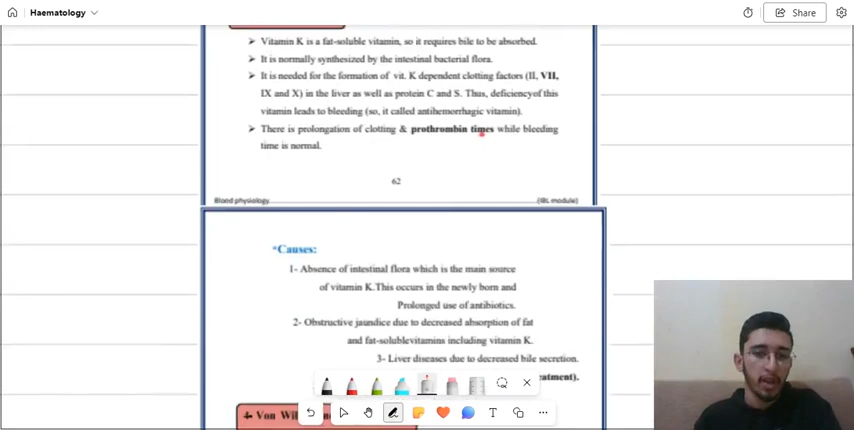 Haematology
Share
➤ Vitamin K is a fat-soluble vitamin, so it requires bile to be absorbed.
➤ It is normally synthesized by the intestinal bacterial flora.
➤ It is needed for the formation of vit. K dependent clotting factors (II, VII,
IX and X) in the liver as well as protein C and S. Thus, deficiencyof this
vitamin leads to bleeding (so, it called antihemorrhagic vitamin).
➤ There is prolongation of clotting & prothrombin times while bleeding
time is normal.
62
Blood physiology
(IBL module)
*Causes:
1- Absence of intestinal flora which is the main source
of vitamin K.This occurs in the newly born and
Prolonged use of antibiotics.
2- Obstructive jaundice due to decreased absorption of fat
and fat-solublevitamins including vitamin K.
3- Liver diseases due to decreased bile secretion.
eatment).
4- Von Wil